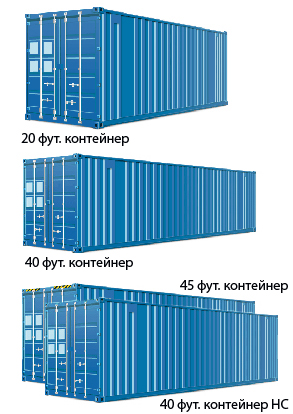 20 фут. контейнер
40 фут. контейнер
45 фут. контейнер
40 фут. контейнер HC